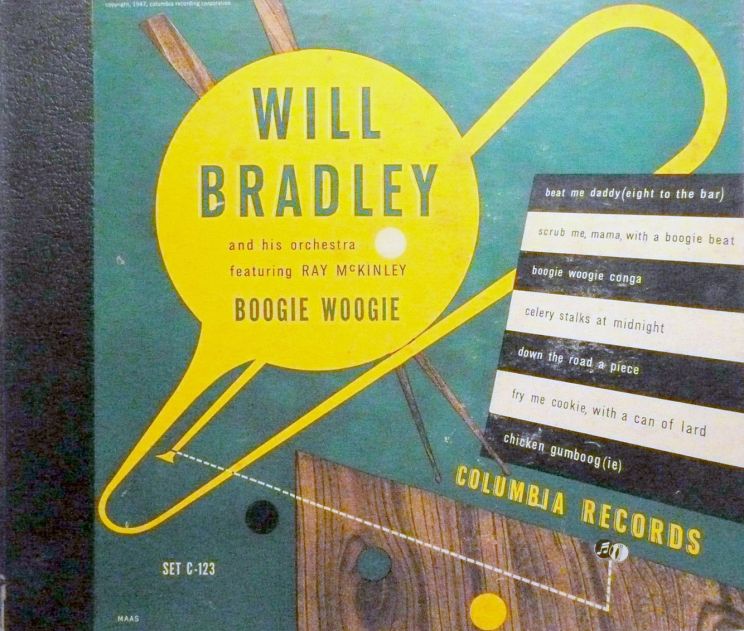 copyright, 1947, columbia recording corporation
WILL
BRADLEY
and his orchestra
featuring RAY McKINLEY
BOOGIE WOOGIE
beat me daddy (eight to the bar)
scrub me, mama, with a boogie beat
boogie woogie conga
celery stalks at midnight
down the road a piece
fry me cookie, with a can of lard
chicken gumboog(ie)
COLUMBIA RECORDS
SET C-123
MAAS